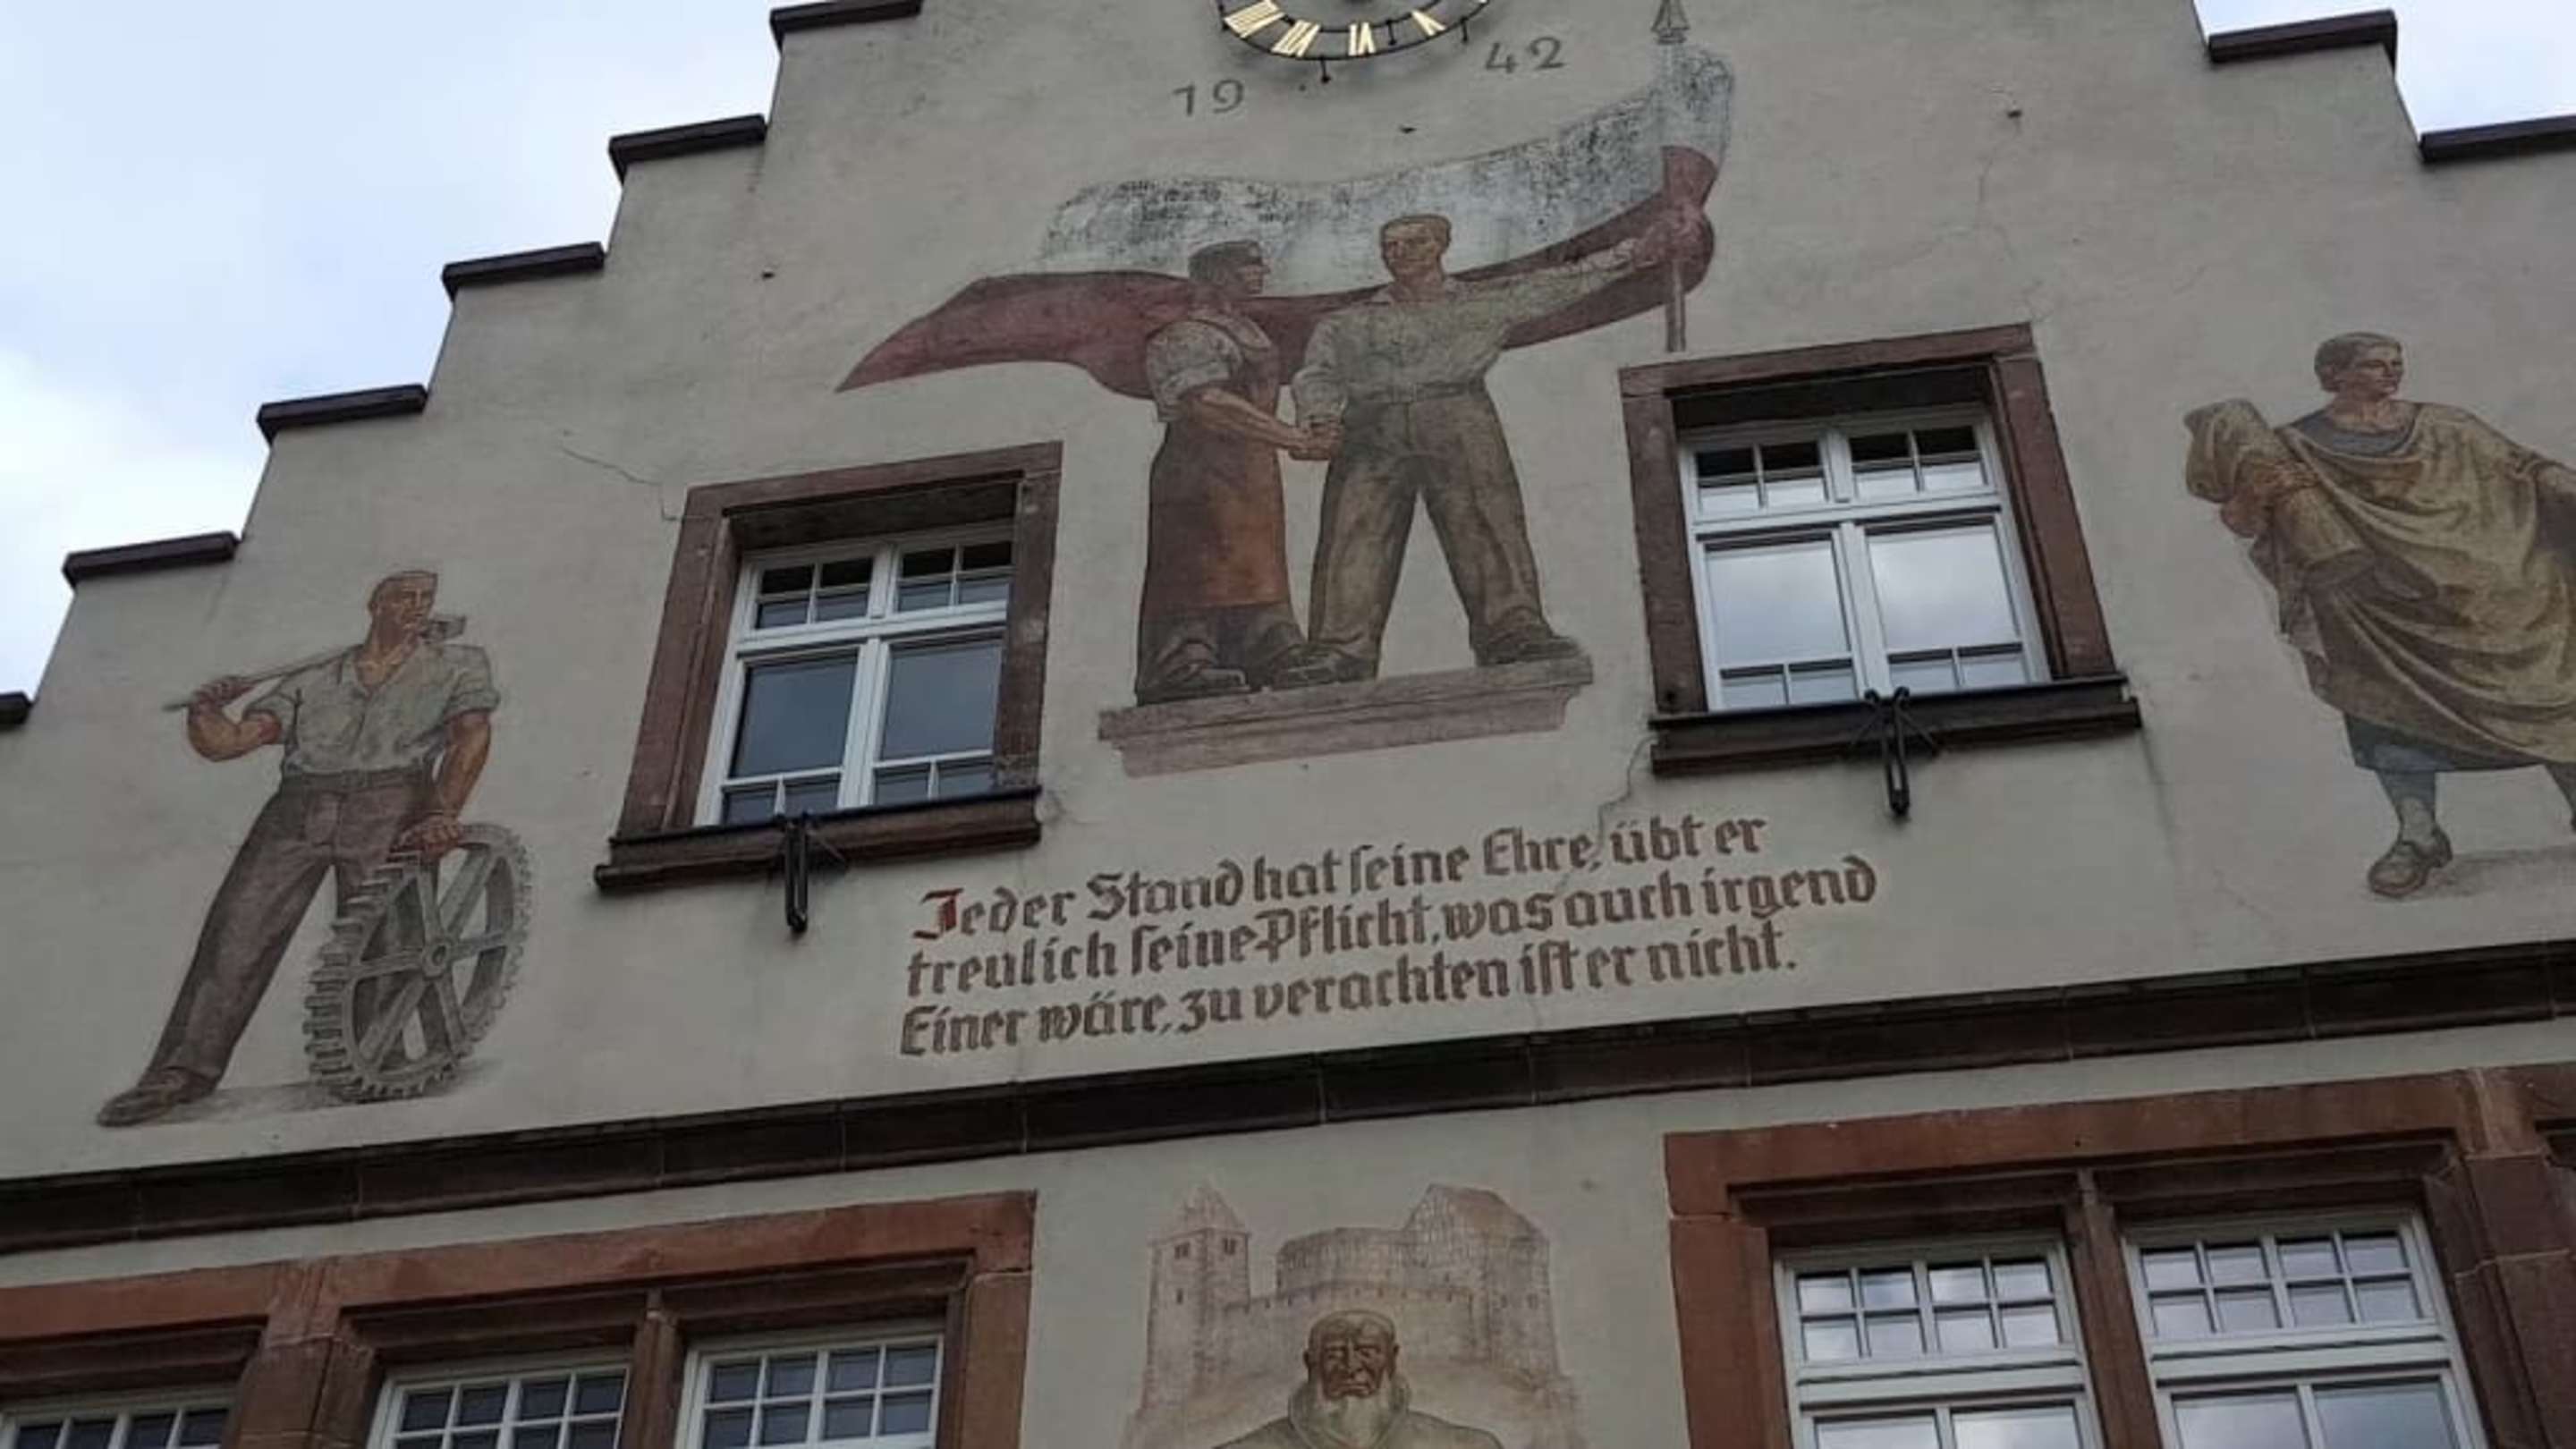 19 42
Jeder Stand hat seine Ehre, übt er
treulich seine Pflicht, was auch irgend
Einer wäre, zu verachten ist er nicht.